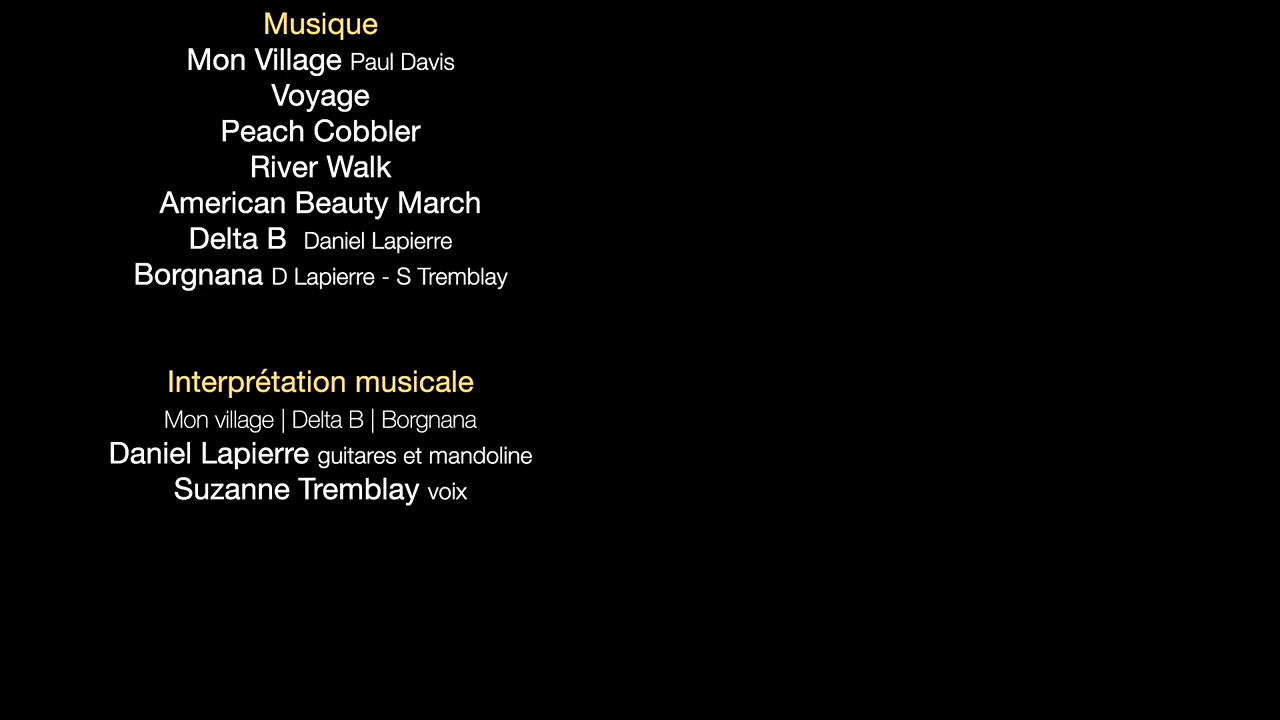 Musique
Mon Village Paul Davis
Voyage
Peach Cobbler
River Walk
American Beauty March
Delta B Daniel Lapierre
Borgnana D Lapierre - S Tremblay
Interprétation musicale
Mon village | Delta B | Borgnana
Daniel Lapierre guitares et mandoline
Suzanne Tremblay voix